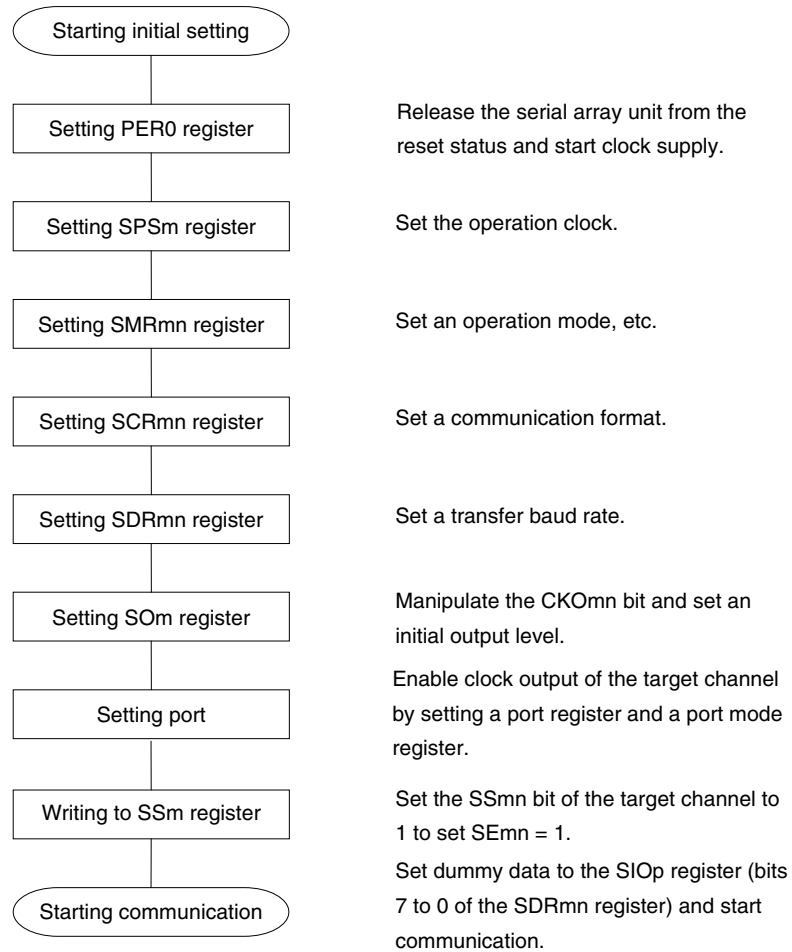 Starting initial setting
Setting PER0 register
Release the serial array unit from the
reset status and start clock supply.
Setting SPSm register
Set the operation clock.
Setting SMRmn register
Set an operation mode, etc.
Setting SCRmn register
Set a communication format.
Setting SDRmn register
Set a transfer baud rate.
Setting SOm register
Manipulate the CKOmn bit and set an
initial output level.
Setting port
Enable clock output of the target channel
by setting a port register and a port mode
register.
Writing to SSm register
Set the SSmn bit of the target channel to
1 to set SEmn = 1.
Starting communication
Set dummy data to the SIOp register (bits
7 to 0 of the SDRmn register) and start
communication.